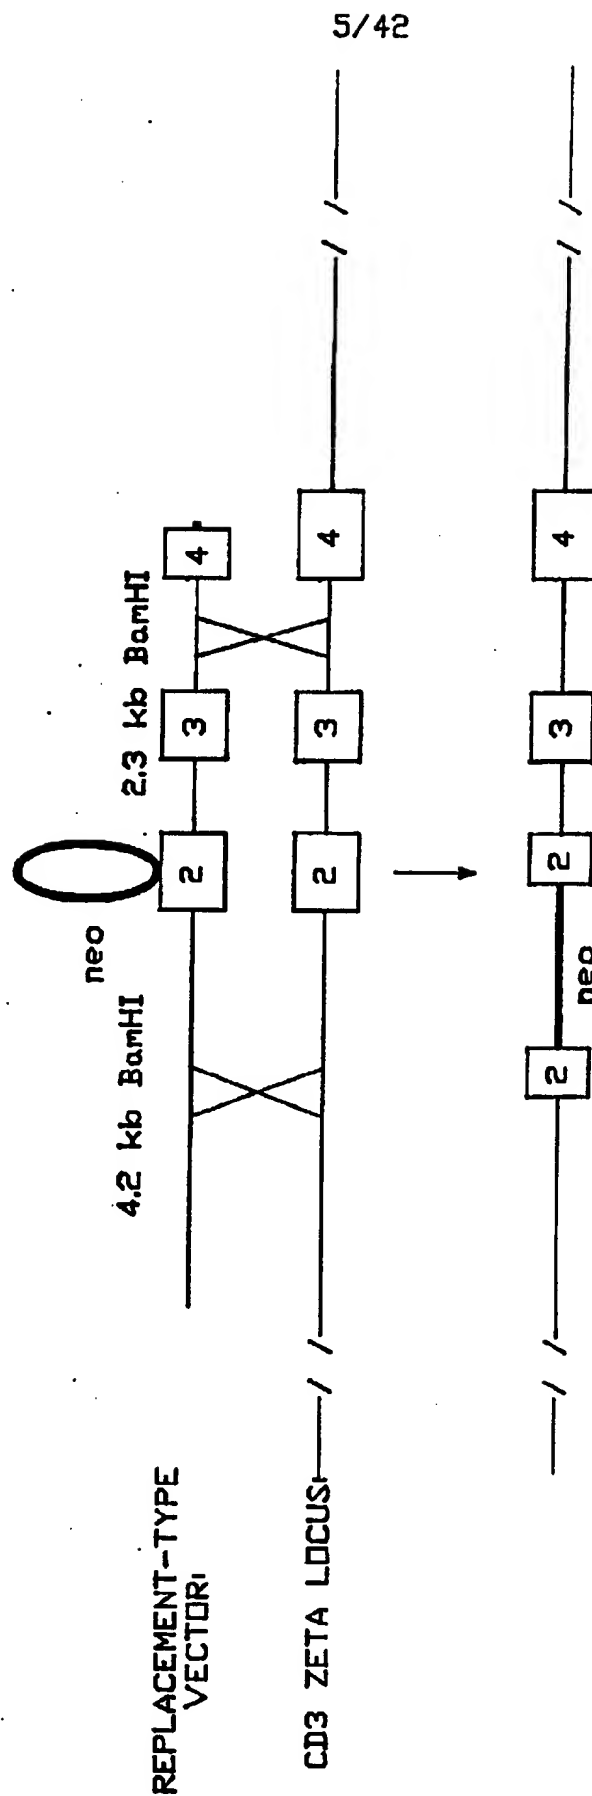 5/42
REPLACEMENT-TYPE
VECTOR:
4.2 kb BamHI
neo
2.3 kb BamHI
2
3
4
CD3 ZETA LOCUS:
2
3
4
2
neo
2
3
4